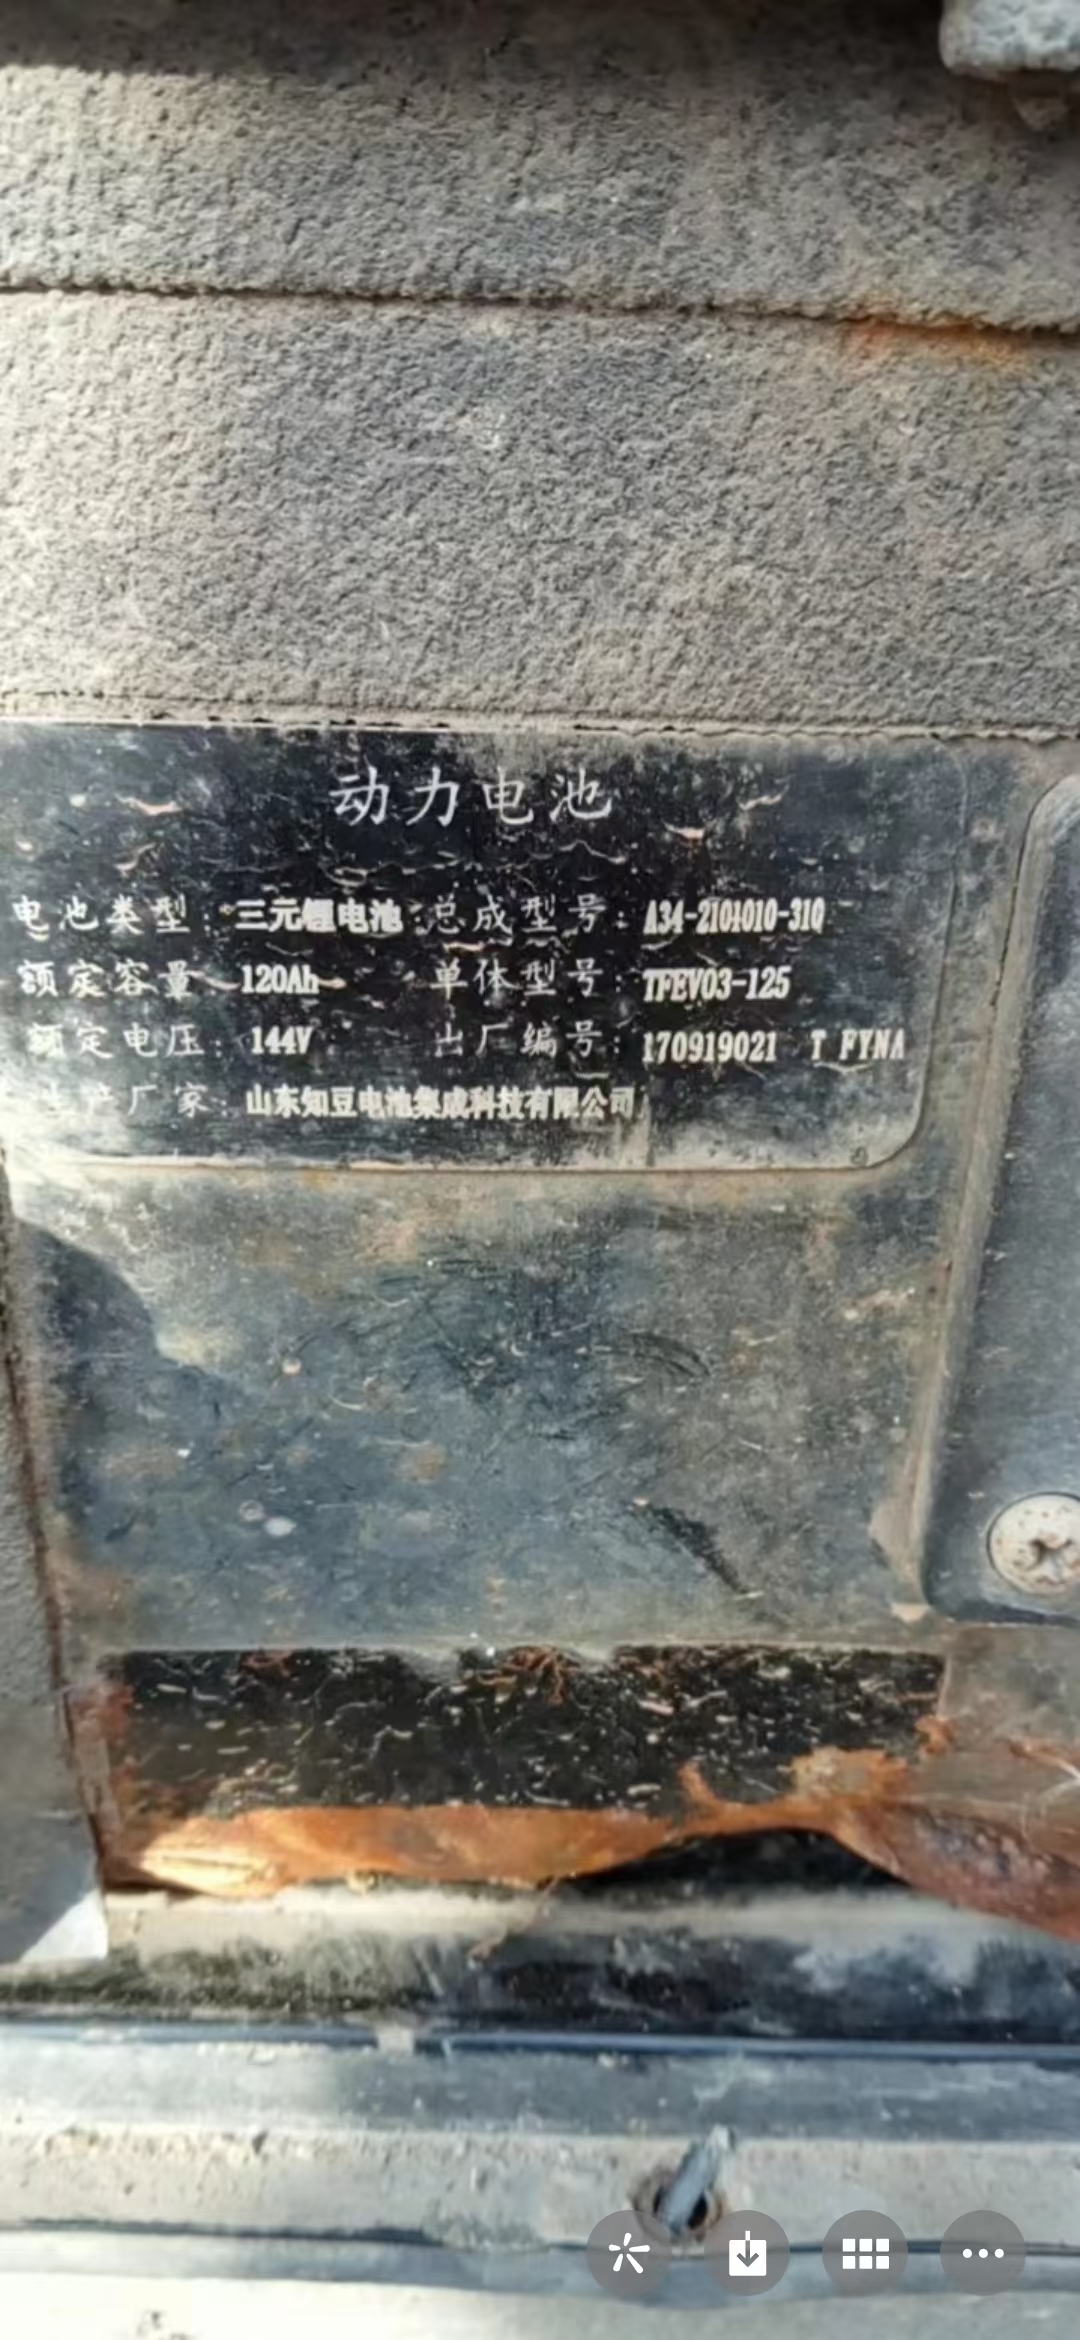 动力电池
电池类型：三元锂电池 总成型号：A34-2101010-31Q
额定容量：120Ah 单体型号：TFEV03-125
额定电压：144V 出厂编号：170919021 T FYNA
生产厂家：山东知豆电池集成科技有限公司